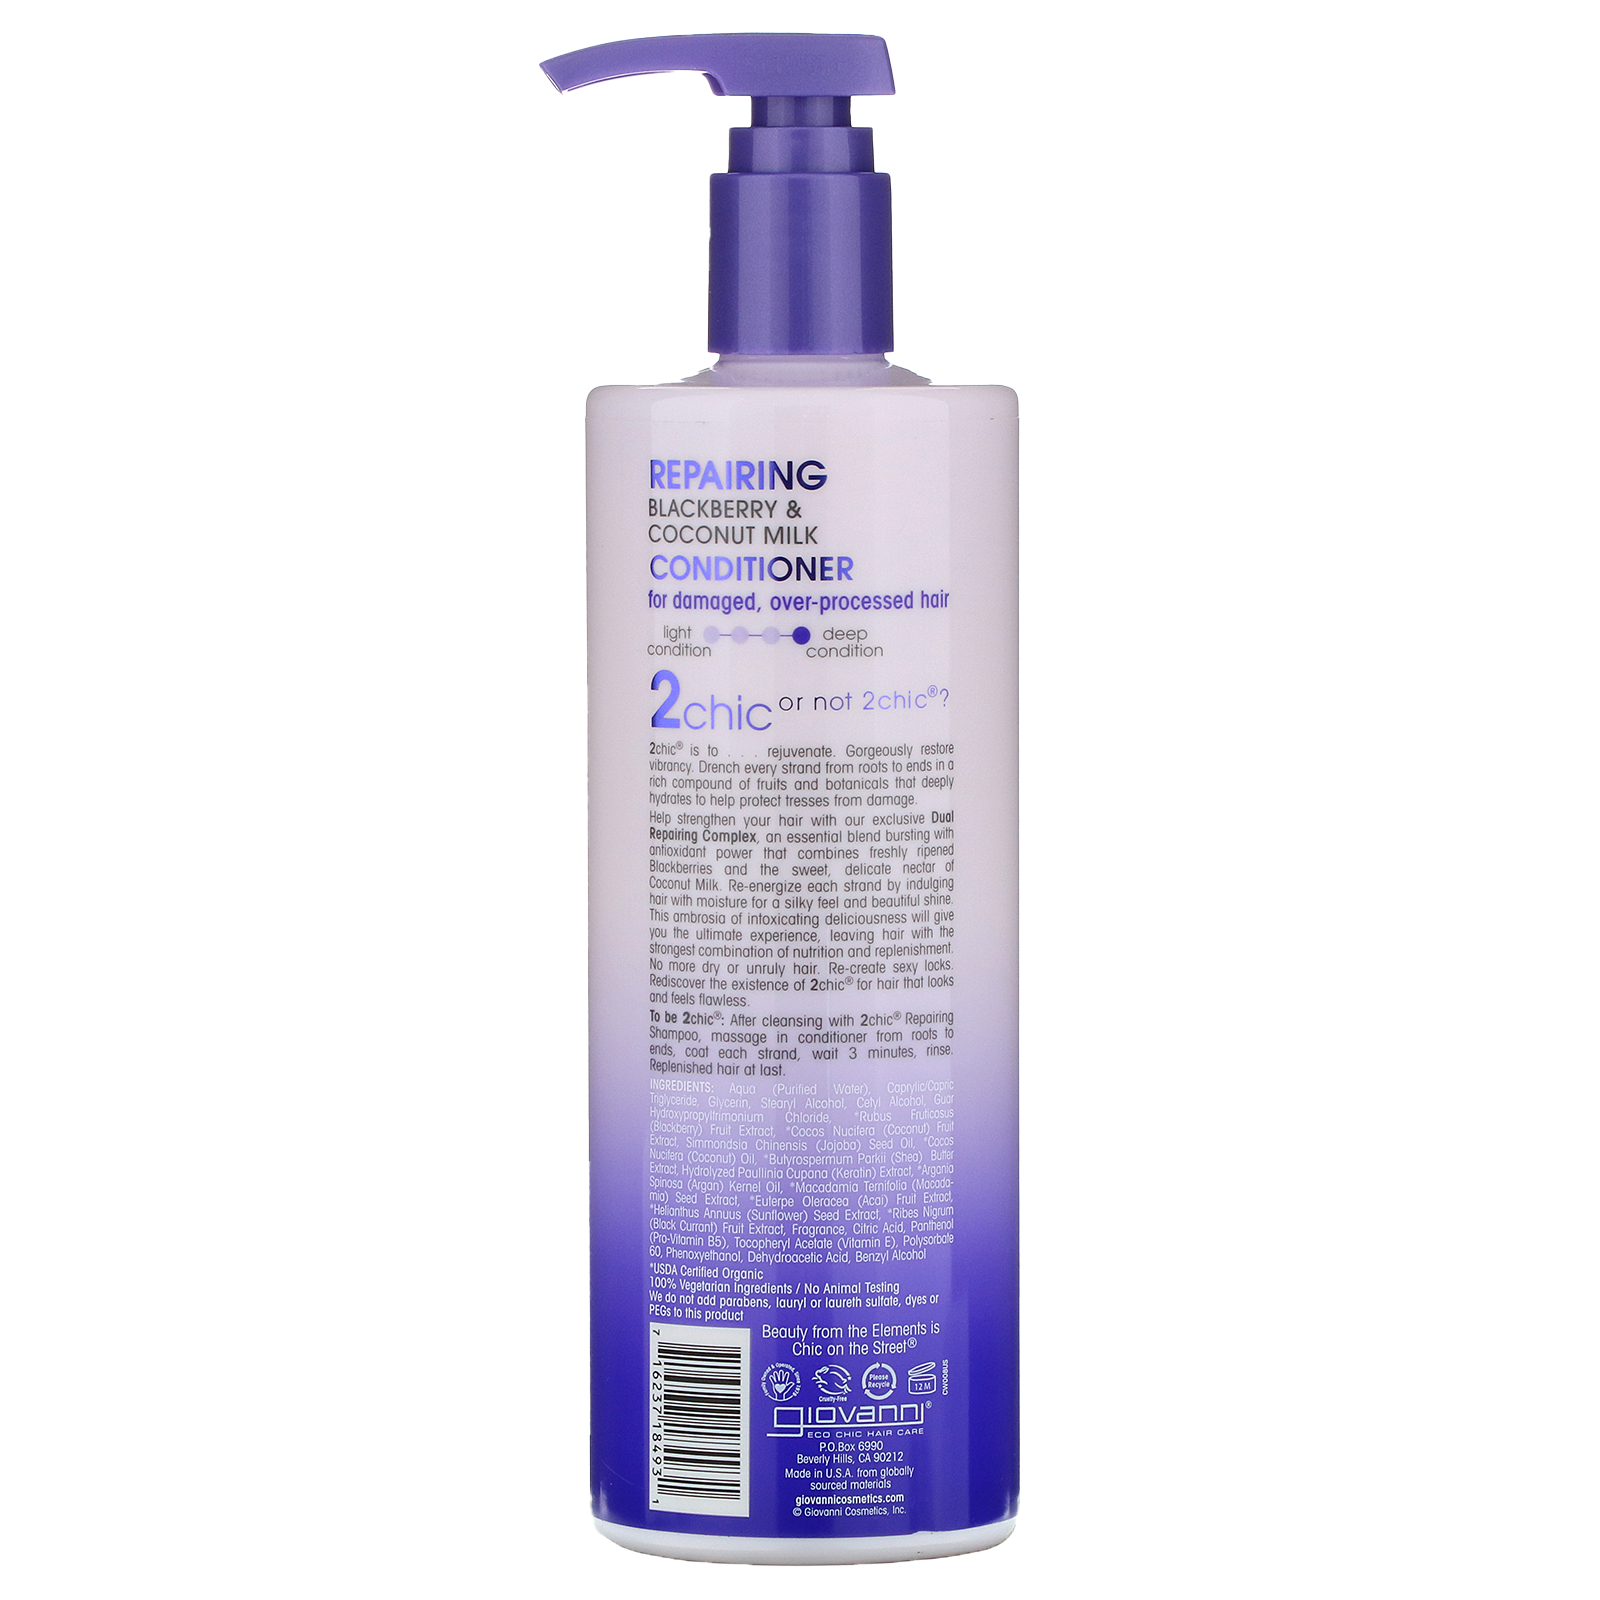 REPAIRING
BLACKBERRY &
COCONUT MILK
CONDITIONER
for damaged, over-processed hair
light condition
deep condition
2chic or not 2chic®?
2chic® is to . . . rejuvenate. Gorgeously restore
vibrancy. Drench every strand from roots to ends in a
rich compound of fruits and botanicals that deeply
hydrates to help protect tresses from damage.
Help strengthen your hair with our exclusive Dual
Repairing Complex, an essential blend bursting with
antioxidant power that combines freshly ripened
Blackberries and the sweet, delicate nectar of
Coconut Milk. Re-energize each strand by indulging
hair with moisture for a silky feel and beautiful shine.
This ambrosia of intoxicating deliciousness will give
you the ultimate experience, leaving hair with the
strongest combination of nutrition and replenishment.
No more dry or unruly hair. Re-create sexy locks.
Rediscover the existence of 2chic® for hair that looks
and feels flawless.
To be 2chic®: After cleansing with 2chic® Repairing
Shampoo, massage in conditioner from roots to
ends, coat each strand, wait 3 minutes, rinse.
Replenished hair at last.
INGREDIENTS: Aqua (Purified Water), Caprylic/Capric
Triglyceride, Glycerin, Stearyl Alcohol, Cetyl Alcohol, Guar
Hydroxypropyltrimonium Chloride, *Rubus Fruticosus
(Blackberry) Fruit Extract, *Cocos Nucifera (Coconut) Fruit
Extract, Simmondsia Chinensis (Jojoba) Seed Oil, *Cocos
Nucifera (Coconut) Oil, *Butyrospermum Parkii (Shea) Butter
Extract, Hydrolyzed Paullinia Cupana (Keratin) Extract, *Argania
Spinosa (Argan) Kernel Oil, *Macadamia Ternifolia (Macada-
mia) Seed Extract, *Euterpe Oleracea (Acai) Fruit Extract,
*Helianthus Annuus (Sunflower) Seed Extract, *Ribes Nigrum
(Black Currant) Fruit Extract, Fragrance, Citric Acid, Panthenol
(Pro-Vitamin B5), Tocopheryl Acetate (Vitamin E), Polysorbate
60, Phenoxyethanol, Dehydroacetic Acid, Benzyl Alcohol
*USDA Certified Organic
100% Vegetarian Ingredients / No Animal Testing
We do not add parabens, lauryl or laureth sulfate, dyes or
PEGs to this product
7 16237 18493 1
Beauty from the Elements is
Chic on the Street®
Family Owned & Operated
Cruelty-Free
Please
Recycle
12 M
CW008US
giovanni®
ECO CHIC HAIR CARE
P.O.Box 6990
Beverly Hills, CA 90212
Made in U.S.A. from globally
sourced materials
giovannicosmetics.com
© Giovanni Cosmetics, Inc.